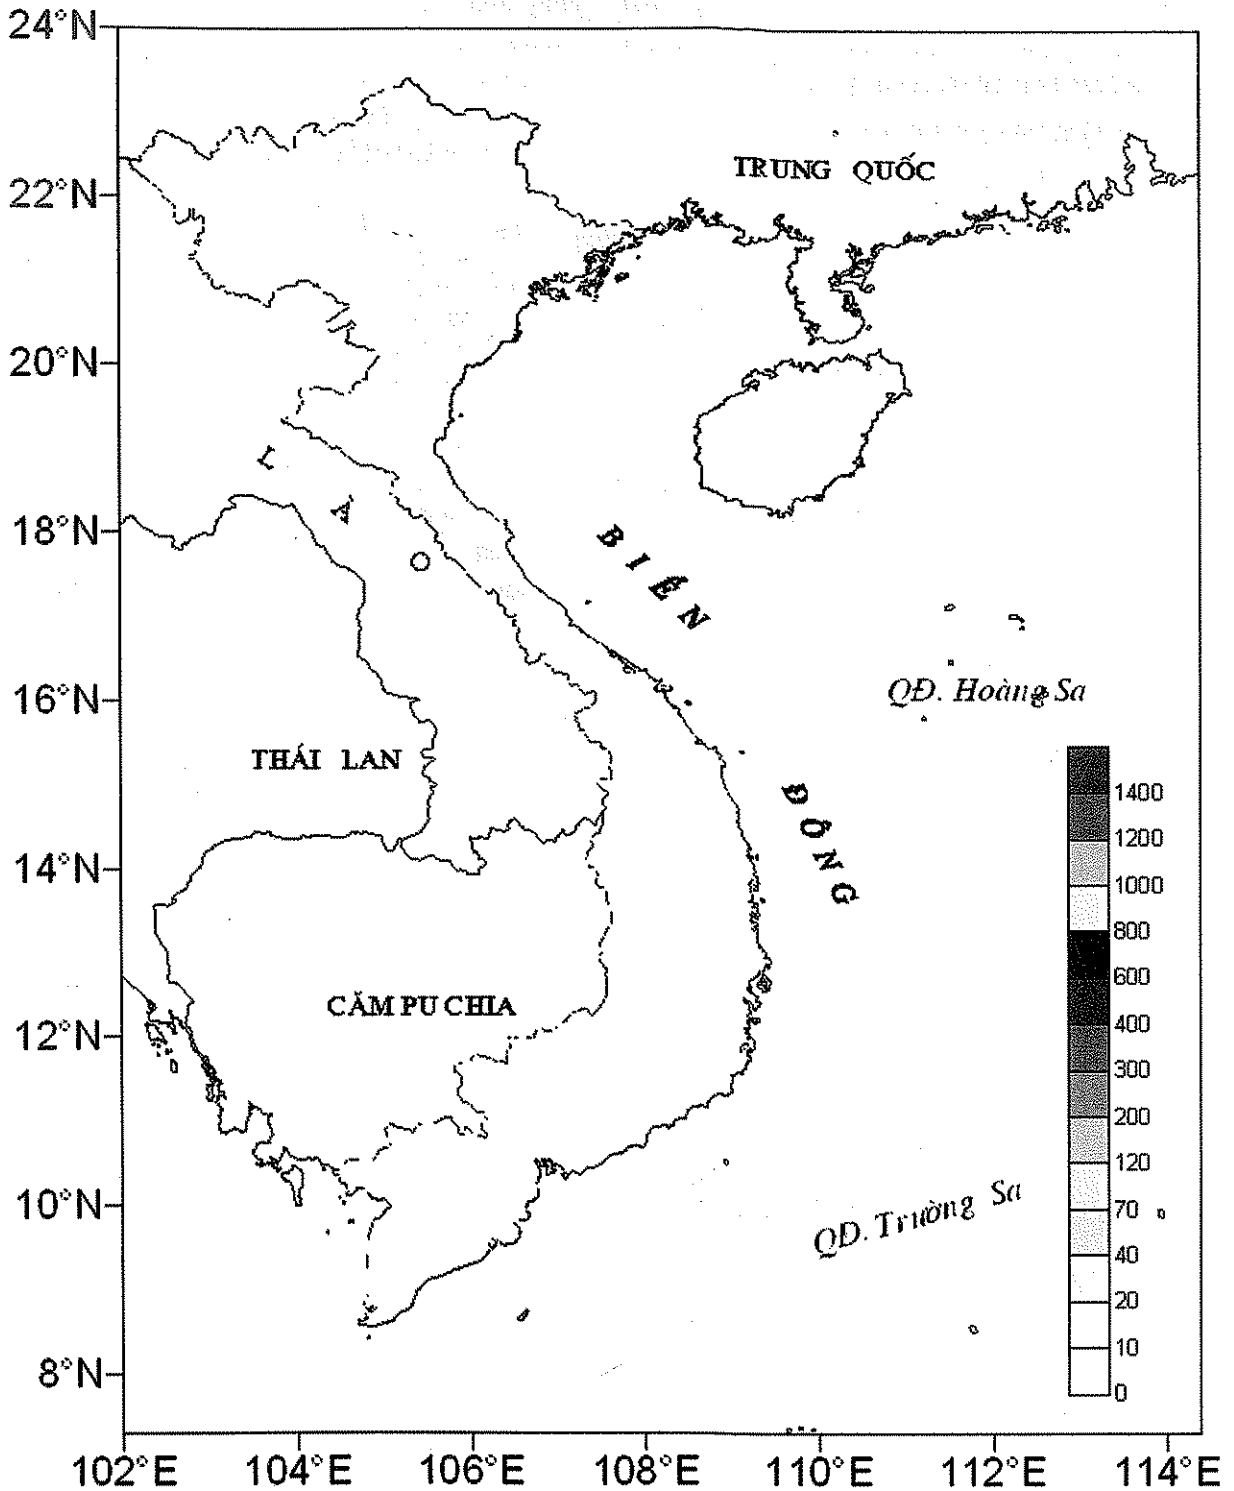 24°N
TRUNG QUỐC
22°N
20°N
L
A
O
18°N
BIÊN
16°N
QĐ. Hoàng Sa
THÁI LAN
ĐÔNG
1400
1200
14°N
1000
800
600
CĂM PU CHIA
400
12°N
300
200
120
10°N
QĐ. Trường Sa
70
40
20
8°N
10
0
102°E 104°E 106°E 108°E 110°E 112°E 114°E